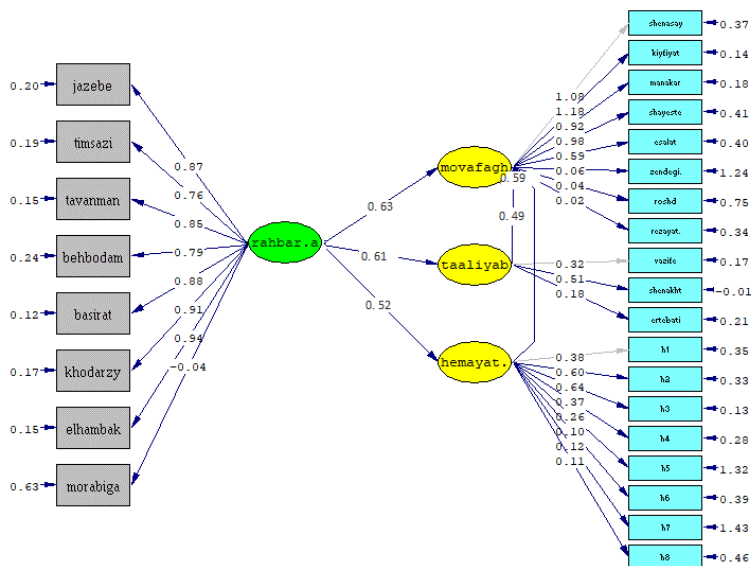 0.20 jazebe
0.19 timsazi
0.15 tavanman
0.24 behbodam
0.12 basirat
0.17 khodarzy
0.15 elhambak
0.63 morabiga
0.87
0.76
0.85
0.79
0.88
0.91
0.94
-0.04
rahbar.a
0.63
0.61
0.52
movafagh
taaliyab
hemayat.
0.59
0.49
1.08
1.18
0.92
0.98
0.59
0.06
0.04
0.02
0.32
0.51
0.18
0.38
0.60
0.64
0.37
0.26
0.10
0.12
0.11
shenasay 0.37
kiyfiyat 0.14
manakar 0.18
shayeste 0.41
esalat 0.40
zendegi. 1.24
roshd 0.75
rezayat. 0.34
vazife 0.17
shenakht -0.01
ertebati 0.21
h1 0.35
h2 0.33
h3 0.13
h4 0.28
h5 1.32
h6 0.39
h7 1.43
h8 0.46